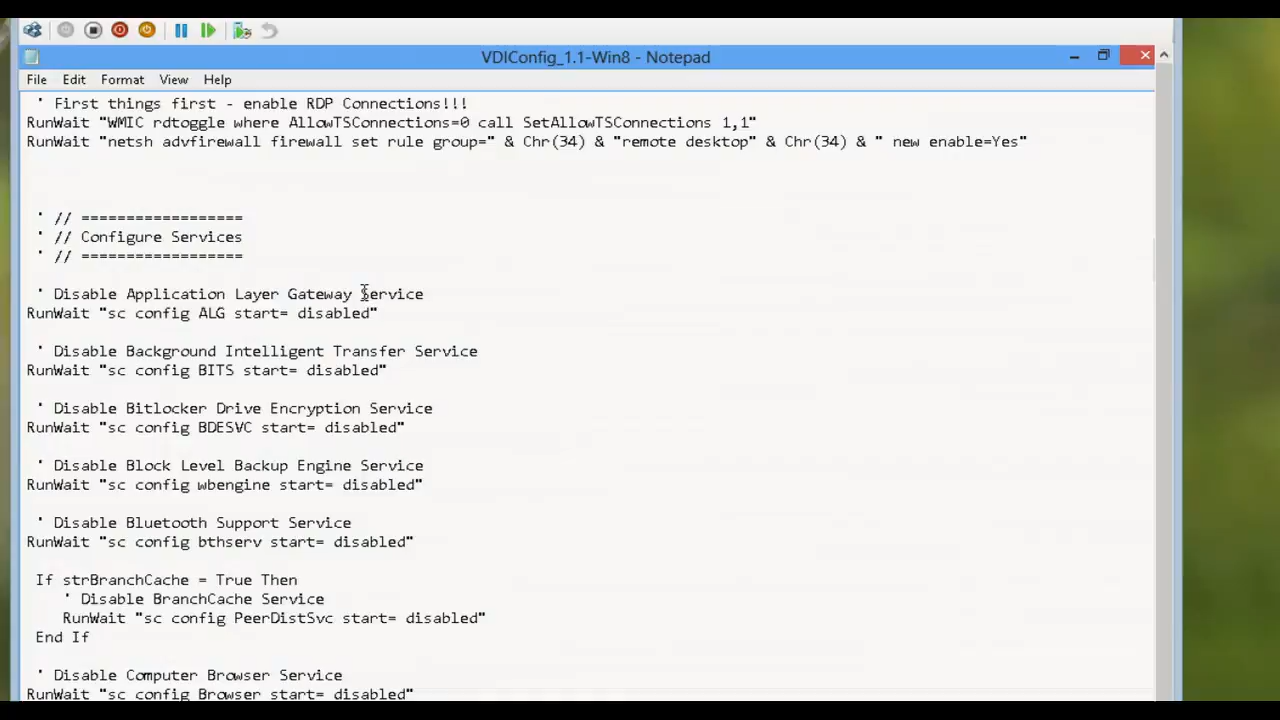 VDIConfig_1.1-Win8 - Notepad
File Edit Format View Help
' First things first - enable RDP Connections!!!
RunWait "WMIC rdtoggle where AllowTSConnections=0 call SetAllowTSConnections 1,1"
RunWait "netsh advfirewall firewall set rule group=" & Chr(34) & "remote desktop" & Chr(34) & " new enable=Yes"
' // ==================
' // Configure Services
' // ==================
' Disable Application Layer Gateway Service
RunWait "sc config ALG start= disabled"
' Disable Background Intelligent Transfer Service
RunWait "sc config BITS start= disabled"
' Disable Bitlocker Drive Encryption Service
RunWait "sc config BDESVC start= disabled"
' Disable Block Level Backup Engine Service
RunWait "sc config wbengine start= disabled"
' Disable Bluetooth Support Service
RunWait "sc config bthserv start= disabled"
If strBranchCache = True Then
' Disable BranchCache Service
RunWait "sc config PeerDistSvc start= disabled"
End If
' Disable Computer Browser Service
RunWait "sc config Browser start= disabled"